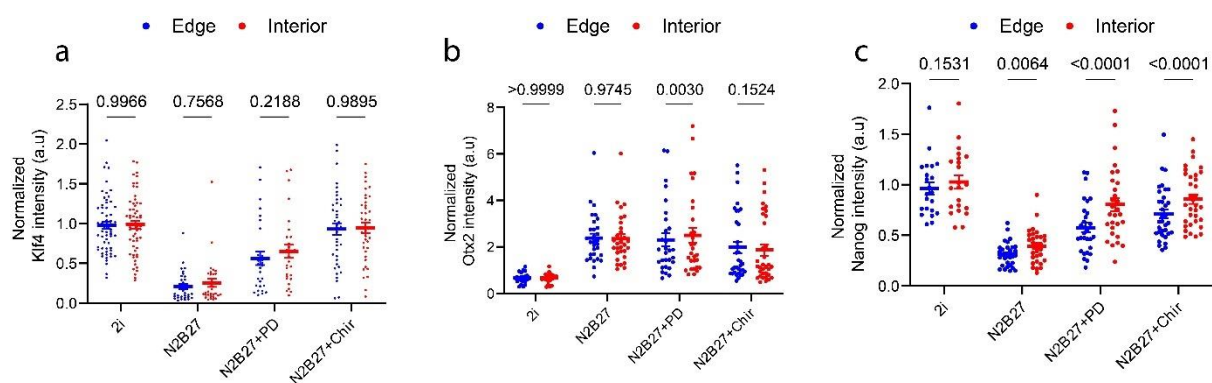 Edge Interior
a
0.9966 0.7568 0.2188 0.9895
Normalized
Klf4 intensity (a.u)
2.5
2.0
1.5
1.0
0.5
0.0
2i
N2B27
N2B27+PD
N2B27+Chir
Edge Interior
b
>0.9999 0.9745 0.0030 0.1524
Normalized
Otx2 intensity (a.u)
8
6
4
2
0
2i
N2B27
N2B27+PD
N2B27+Chir
Edge Interior
c
0.1531 0.0064 <0.0001 <0.0001
Normalized
Nanog intensity (a.u)
2.0
1.5
1.0
0.5
0.0
2i
N2B27
N2B27+PD
N2B27+Chir